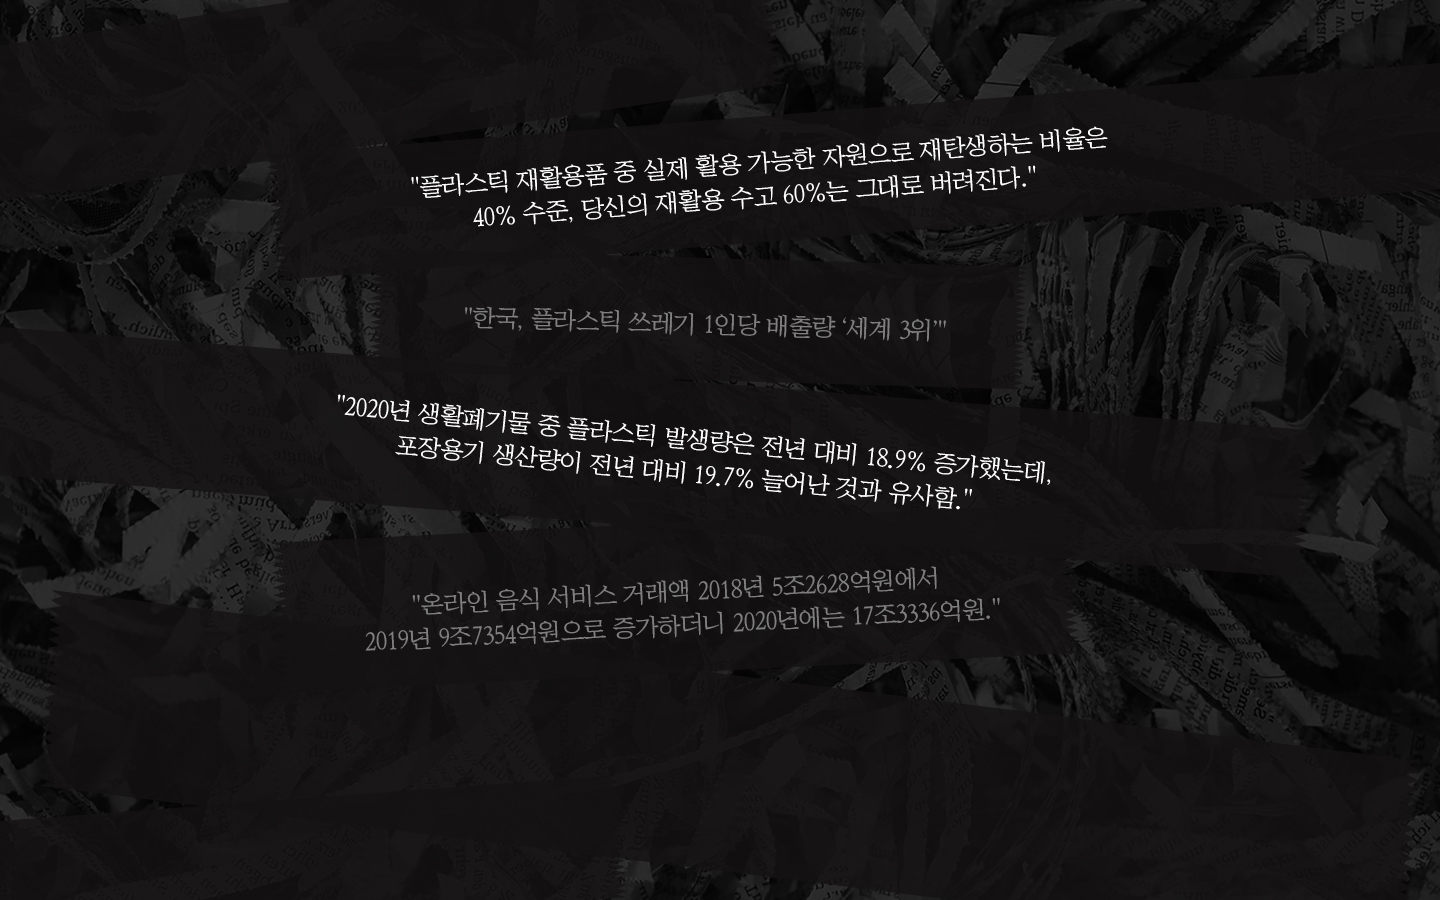 "플라스틱 재활용품 중 실제 활용 가능한 자원으로 재탄생하는 비율은
40% 수준, 당신의 재활용 수고 60%는 그대로 버려진다."
"한국, 플라스틱 쓰레기 1인당 배출량 ‘세계 3위’"
"2020년 생활폐기물 중 플라스틱 발생량은 전년 대비 18.9% 증가했는데,
포장용기 생산량이 전년 대비 19.7% 늘어난 것과 유사함."
"온라인 음식 서비스 거래액 2018년 5조2628억원에서
2019년 9조7354억원으로 증가하더니 2020년에는 17조3336억원."